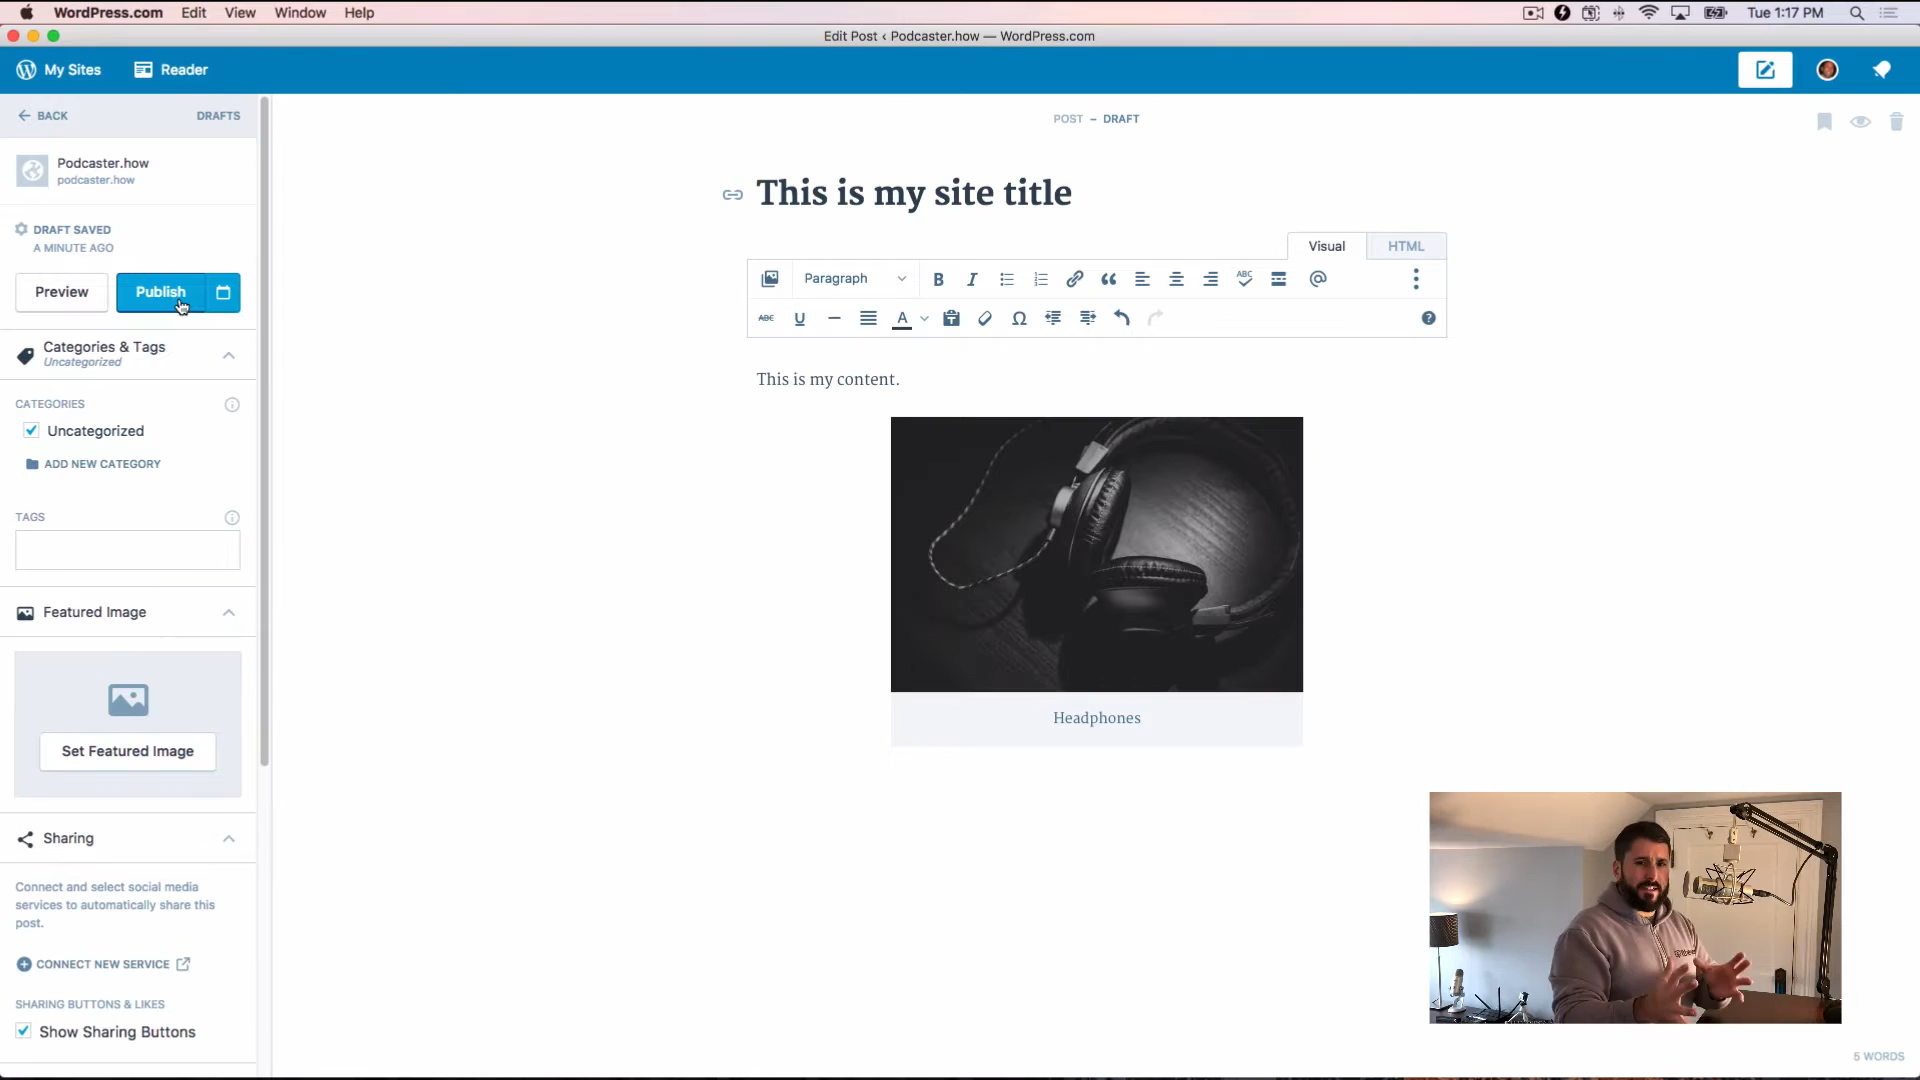 WordPress.com Edit View Window Help
Tue 1:17 PM
Edit Post ‹ Podcaster.how — WordPress.com
My Sites Reader
BACK DRAFTS
Podcaster.how
podcaster.how
DRAFT SAVED
A MINUTE AGO
Preview Publish
Categories & Tags
Uncategorized
CATEGORIES
Uncategorized
ADD NEW CATEGORY
TAGS
Featured Image
Set Featured Image
Sharing
Connect and select social media
services to automatically share this
post.
CONNECT NEW SERVICE
SHARING BUTTONS & LIKES
Show Sharing Buttons
POST – DRAFT
This is my site title
Visual HTML
Paragraph B I ABC
ABC U A Ω
This is my content.
Headphones
5 WORDS